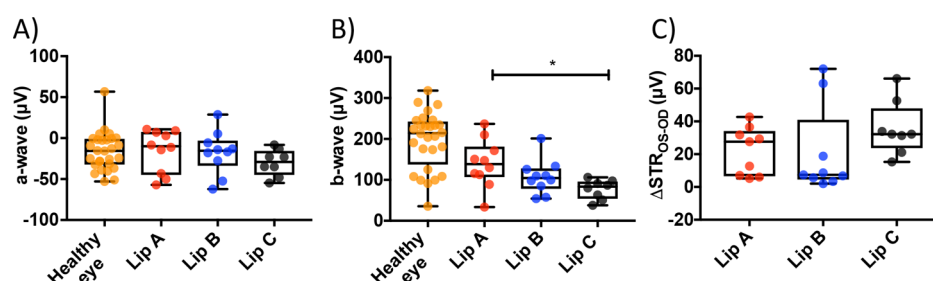 A)
a-wave (µV)
100
50
-0
-50
-100
Healthy
eye
Lip A
Lip B
Lip C
B)
b-wave (µV)
400
300
200
100
0
*
Healthy
eye
Lip A
Lip B
Lip C
C)
ΔSTROS-OD (µV)
80
60
40
20
0
-20
Lip A
Lip B
Lip C